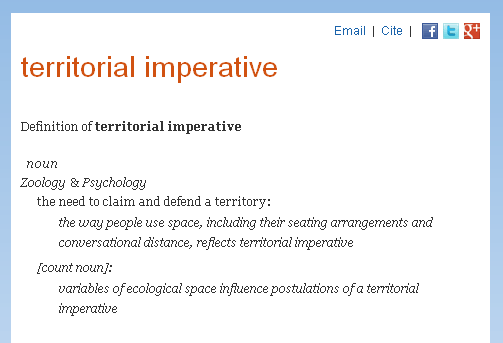 Email | Cite |
territorial imperative
Definition of territorial imperative
noun
Zoology & Psychology
the need to claim and defend a territory:
the way people use space, including their seating arrangements and
conversational distance, reflects territorial imperative
[count noun]:
variables of ecological space influence postulations of a territorial
imperative